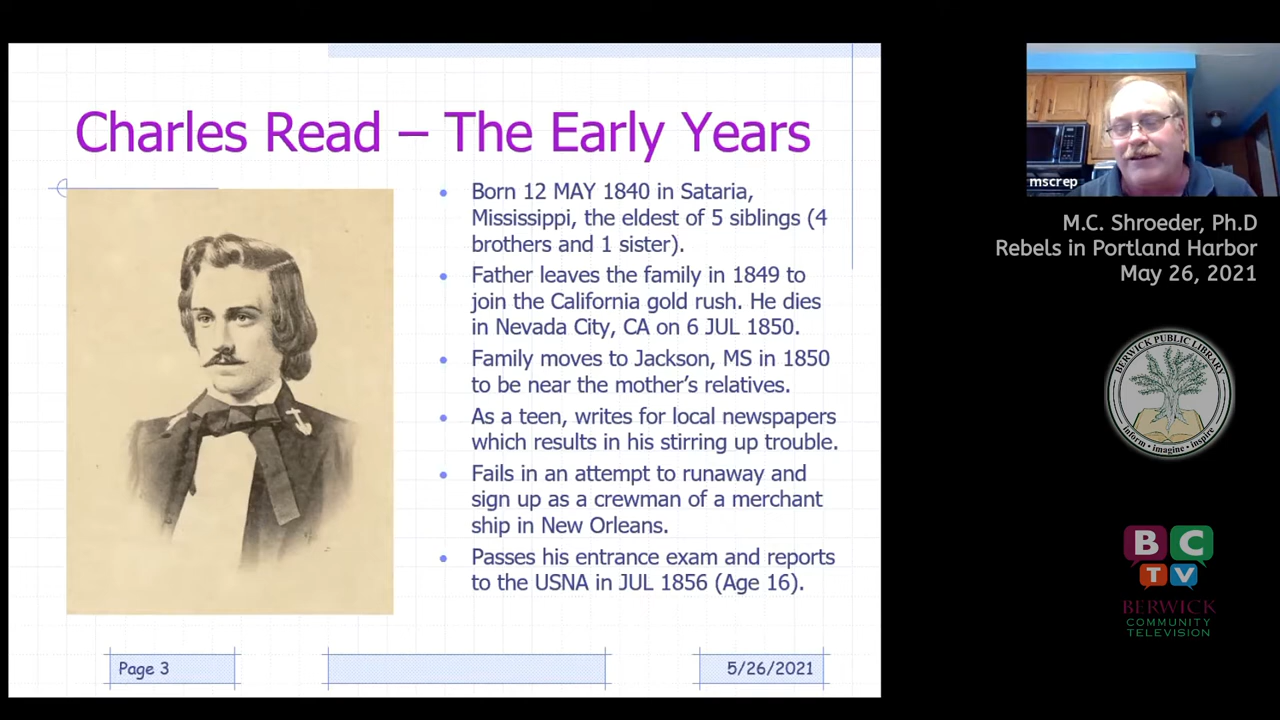 Charles Read – The Early Years
• Born 12 MAY 1840 in Sataria,
Mississippi, the eldest of 5 siblings (4
brothers and 1 sister).
• Father leaves the family in 1849 to
join the California gold rush. He dies
in Nevada City, CA on 6 JUL 1850.
• Family moves to Jackson, MS in 1850
to be near the mother’s relatives.
• As a teen, writes for local newspapers
which results in his stirring up trouble.
• Fails in an attempt to runaway and
sign up as a crewman of a merchant
ship in New Orleans.
• Passes his entrance exam and reports
to the USNA in JUL 1856 (Age 16).
Page 3
5/26/2021
mscrep
M.C. Shroeder, Ph.D
Rebels in Portland Harbor
May 26, 2021
BERWICK PUBLIC LIBRARY
inform • imagine • inspire
BC
TV
BERWICK
COMMUNITY
TELEVISION